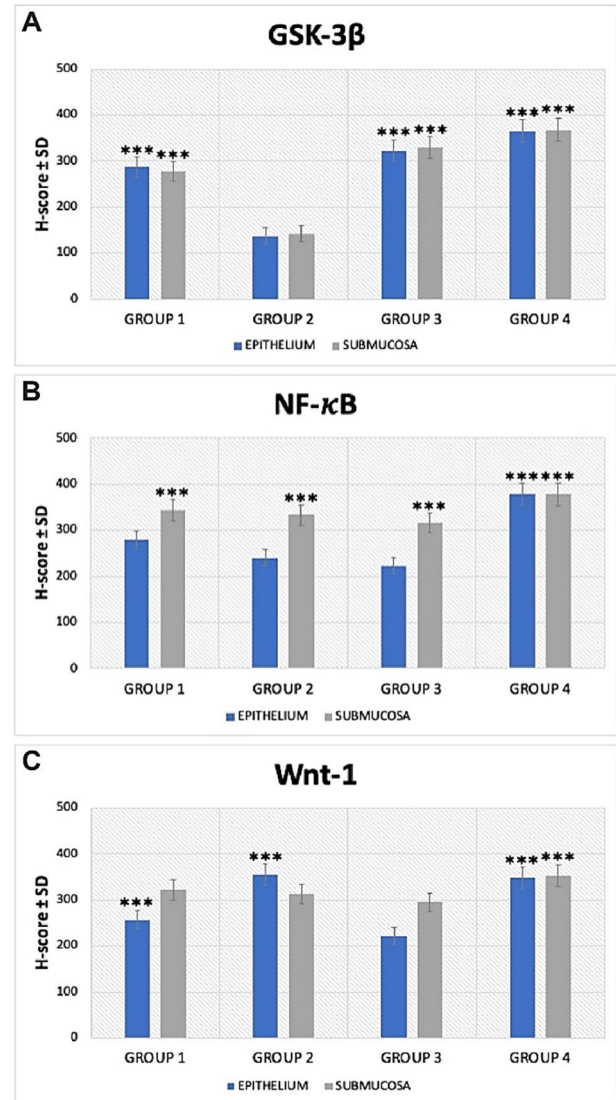 A
GSK-3β
H-score ± SD
500
400
300
200
100
0
*** ***
*** ***
*** ***
GROUP 1 GROUP 2 GROUP 3 GROUP 4
EPITHELIUM SUBMUCOSA
B
NF-κB
H-score ± SD
500
400
300
200
100
0
***
***
***
*** ***
GROUP 1 GROUP 2 GROUP 3 GROUP 4
EPITHELIUM SUBMUCOSA
C
Wnt-1
H-score ± SD
500
400
300
200
100
0
***
***
*** ***
GROUP 1 GROUP 2 GROUP 3 GROUP 4
EPITHELIUM SUBMUCOSA